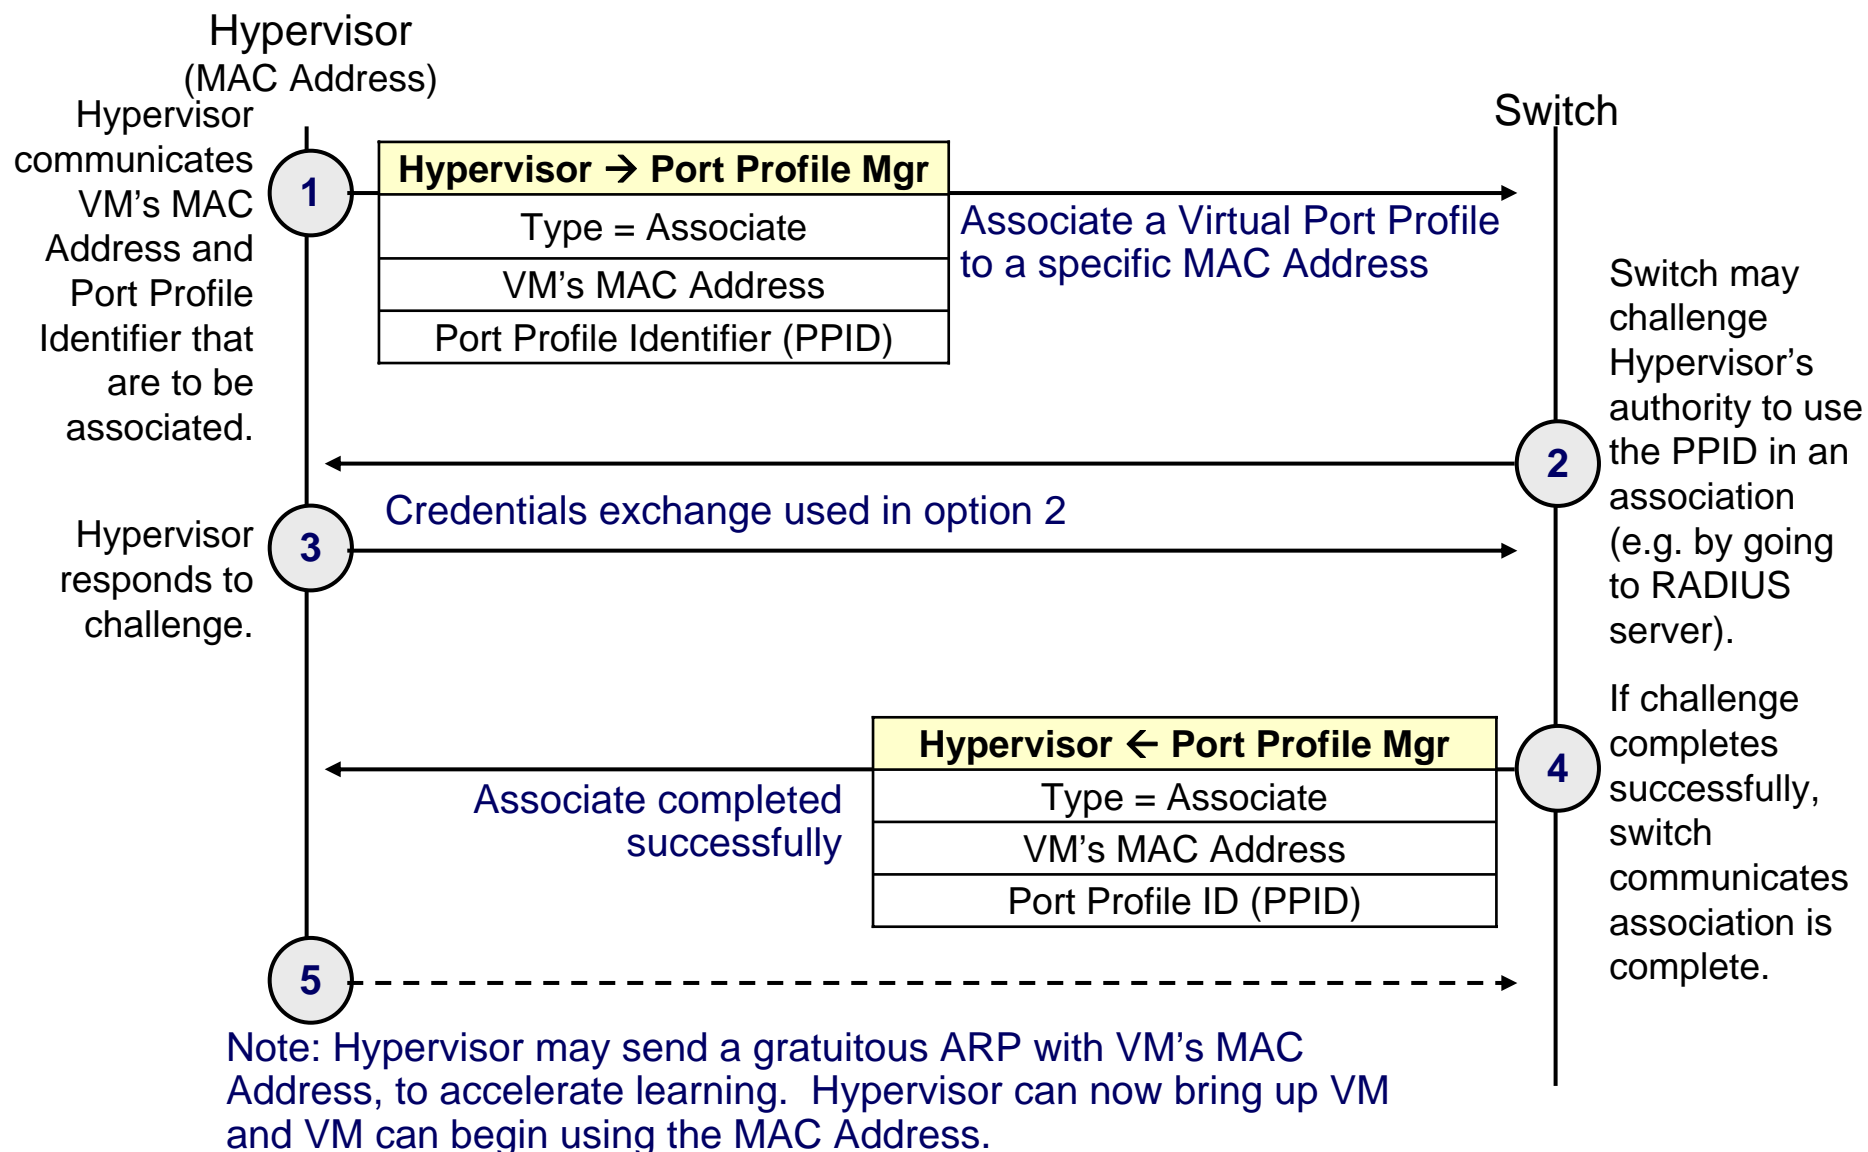 Hypervisor
(MAC Address)
Switch
Hypervisor
communicates
VM's MAC
Address and
Port Profile
Identifier that
are to be
associated.
1
Hypervisor → Port Profile Mgr
Type = Associate
VM's MAC Address
Port Profile Identifier (PPID)
Associate a Virtual Port Profile
to a specific MAC Address
Switch may
challenge
Hypervisor's
authority to use
the PPID in an
association
(e.g. by going
to RADIUS
server).
2
Credentials exchange used in option 2
Hypervisor
responds to
challenge.
3
Hypervisor ← Port Profile Mgr
Type = Associate
VM's MAC Address
Port Profile ID (PPID)
Associate completed
successfully
4
If challenge
completes
successfully,
switch
communicates
association is
complete.
5
Note: Hypervisor may send a gratuitous ARP with VM's MAC
Address, to accelerate learning.  Hypervisor can now bring up VM
and VM can begin using the MAC Address.